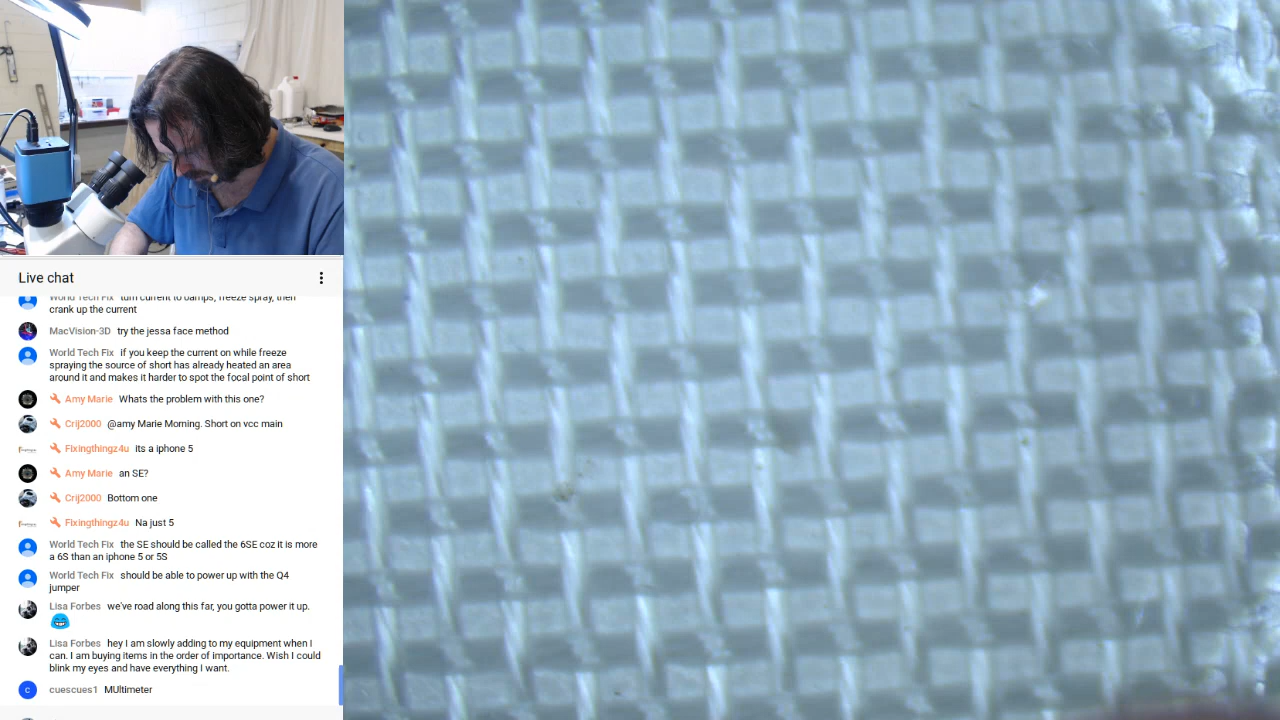 Live chat
World Tech Fix turn current to 0amps, freeze spray, then
crank up the current
MacVision-3D try the jessa face method
World Tech Fix if you keep the current on while freeze
spraying the source of short has already heated an area
around it and makes it harder to spot the focal point of short
Amy Marie Whats the problem with this one?
Crij2000 @amy Marie Morning. Short on vcc main
Fixingthingz4u its a iphone 5
Amy Marie an SE?
Crij2000 Bottom one
Fixingthingz4u Na just 5
World Tech Fix the SE should be called the 6SE coz it is more
a 6S than an iphone 5 or 5S
World Tech Fix should be able to power up with the Q4
jumper
Lisa Forbes we've road along this far, you gotta power it up.
Lisa Forbes hey I am slowly adding to my equipment when I
can. I am buying items in the order of importance. Wish I could
blink my eyes and have everything I want.
c cuescues1 MUltimeter